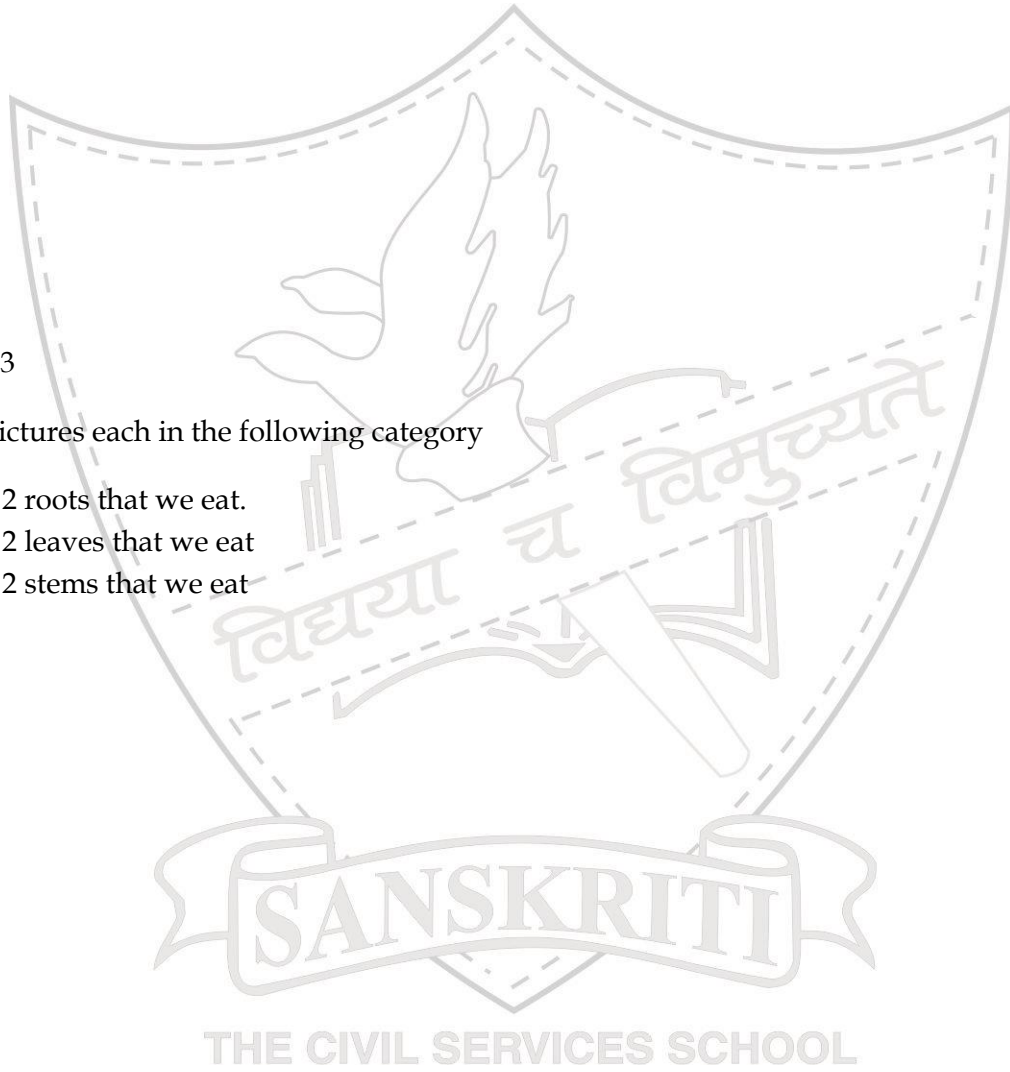 3
ictures each in the following category
2 roots that we eat.
2 leaves that we eat
2 stems that we eat
विद्यया च विमुच्यते
SANSKRITI
THE CIVIL SERVICES SCHOOL